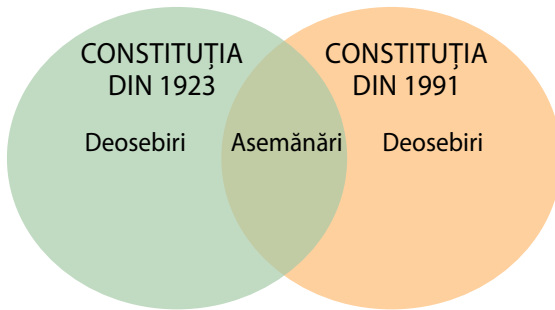 CONSTITUȚIA
DIN 1923
CONSTITUȚIA
DIN 1991
Deosebiri
Asemănări
Deosebiri